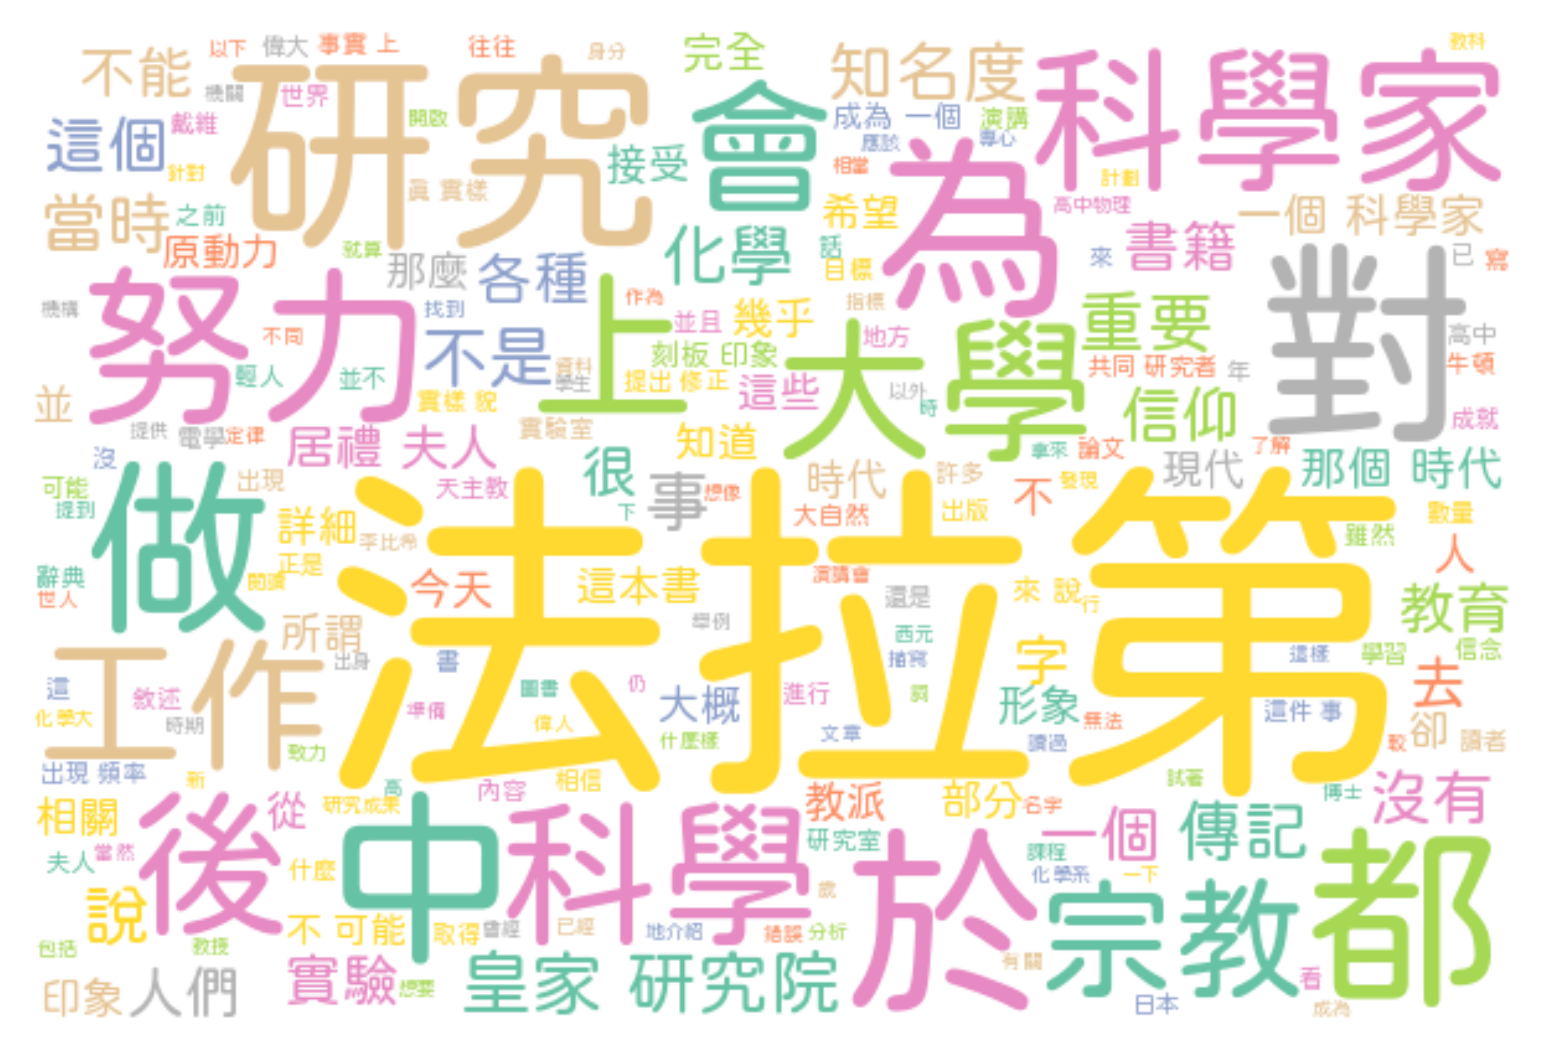 不能
以下
偉大
事實 上
往往
身分
完全
知名度
科學家
教科
研究
機關
世界
開啟
會
成為 一個
演講
應該
專心
這個
戴維
針對
接受
相當
計劃
為
當時
之前
真 實樣
希望
高中物理
一個 科學家
原動力
就算
化學
話
目標
來
書籍
已
寫
對
那麼
各種
努力
機構
找到
作為
指標
不同
不是
上
並且
幾乎
地方
重要
高中
牛頓
刻板 印象
大學
共同 研究者
年
輕人
並不
資料
學生
提出 修正
這些
以外
時
並
實樣 貌
信仰
成就
提供
電學
定律
居禮 夫人
實驗室
知道
拿來
論文
了解
沒
很
現代
那個 時代
可能
提到
出現
天主教
事
想像
時代
許多
不
發現
做
法拉第
下
大自然
出版
數量
詳細
李比希
雖然
人
正是
辭典
世人
閱讀
今天
這本書
演講會
還是
來 說
行
教育
所謂
舉例
西元
描寫
字
出身
書
這樣
學習
信念
工作
這
敘述
圖書
仍
大概
進行
詞
形象
去
化學大
時期
準備
偉人
文章
無法
這件 事
卻
讀者
致力
什麼樣
讀過
較
出現 頻率
新
高
內容
相信
試著
博士
沒有
相關
後
從
研究成果
中
科學
教派
部分
名字
一個
傳記
都
夫人
當然
什麼
研究室
於
課程
化學系
一下
說
不 可能
取得
曾經
已經
歲
地介紹
錯誤
分析
宗教
包括
教授
印象
人們
實驗
想要
皇家 研究院
有關
日本
看
成為